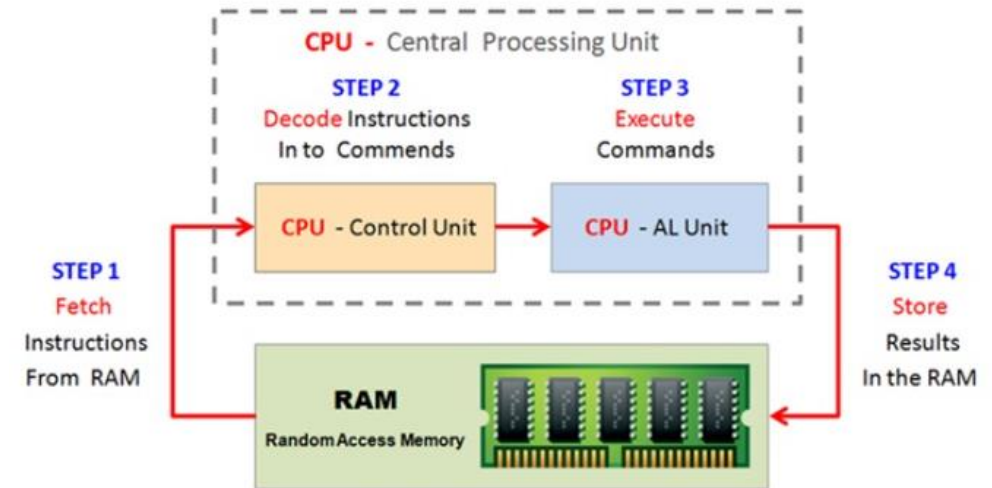 CPU - Central Processing Unit
STEP 2
Decode Instructions
In to Commends
STEP 3
Execute
Commands
CPU - Control Unit
CPU - AL Unit
STEP 1
Fetch
Instructions
From RAM
STEP 4
Store
Results
In the RAM
RAM
Random Access Memory